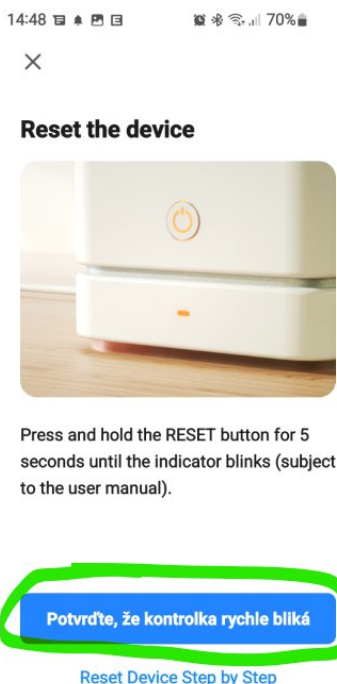 14:48 70%
Reset the device
Press and hold the RESET button for 5
seconds until the indicator blinks (subject
to the user manual).
Potvrďte, že kontrolka rychle bliká
Reset Device Step by Step